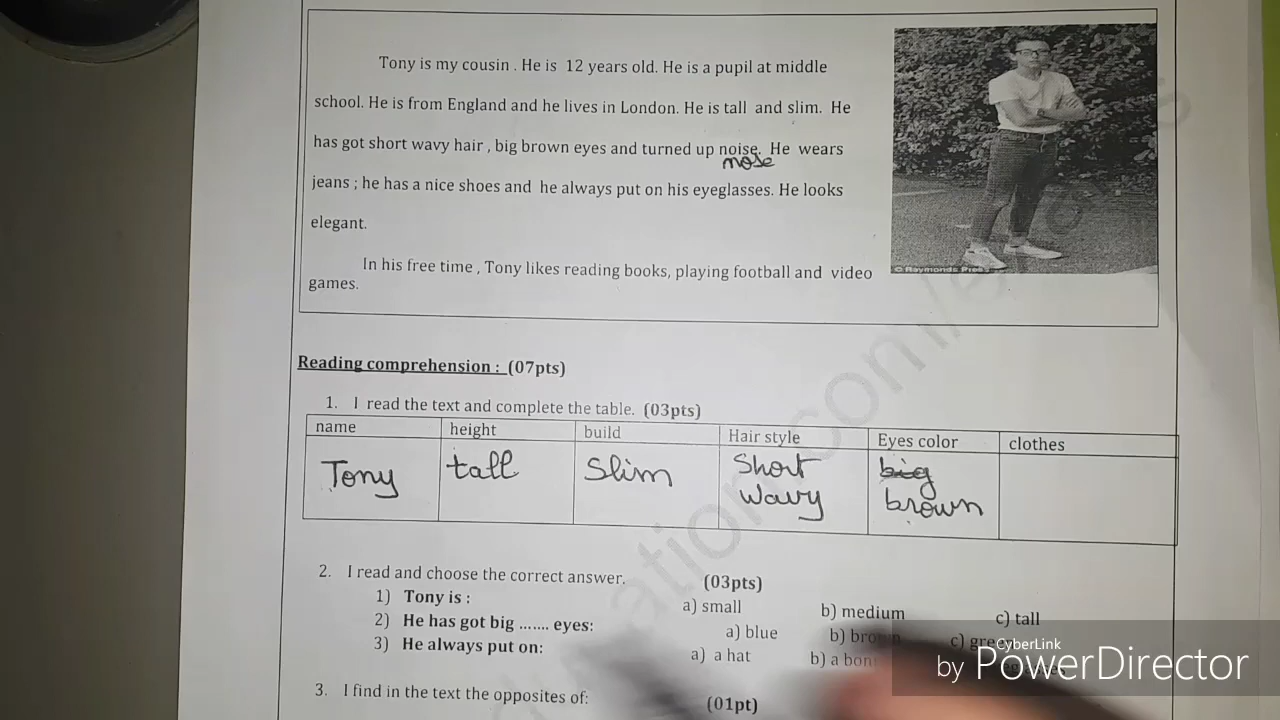 Tony is my cousin . He is 12 years old. He is a pupil at middle
school. He is from England and he lives in London. He is tall and slim. He
has got short wavy hair , big brown eyes and turned up noise. He wears
nose
jeans ; he has a nice shoes and he always put on his eyeglasses. He looks
elegant.
In his free time , Tony likes reading books, playing football and video
games.
© Raymonds Press
Reading comprehension : (07pts)
1. I read the text and complete the table. (03pts)
name height build Hair style Eyes color clothes
Tony tall Slim Short big
wavy brown
2. I read and choose the correct answer. (03pts)
1) Tony is : a) small b) medium c) tall
2) He has got big ....... eyes: a) blue b) brown c)
3) He always put on: a) a hat b) a
3. I find in the text the opposites of: (01pt)
CyberLink
by PowerDirector